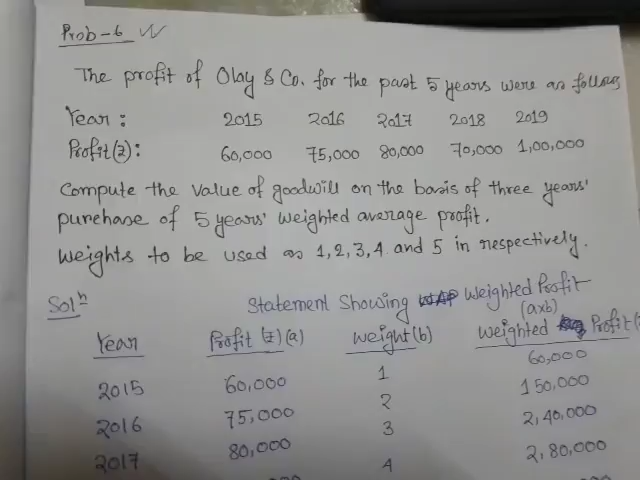 Prob-6
The profit of Olay & Co. for the past 5 years were as follows
Year: 2015 2016 2017 2018 2019
Profit(₹): 60,000 75,000 80,000 70,000 1,00,000
Compute the value of goodwill on the basis of three years'
purchase of 5 years' weighted average profit.
Weights to be used as 1,2,3,4 and 5 in respectively.
Solⁿ Statement Showing Weighted Profit
(axb)
Year Profit (₹) (a) Weight (b) Weighted Profit
2015 60,000 1 60,000
2016 75,000 2 150,000
2017 80,000 3 2,40,000
4 2,80,000